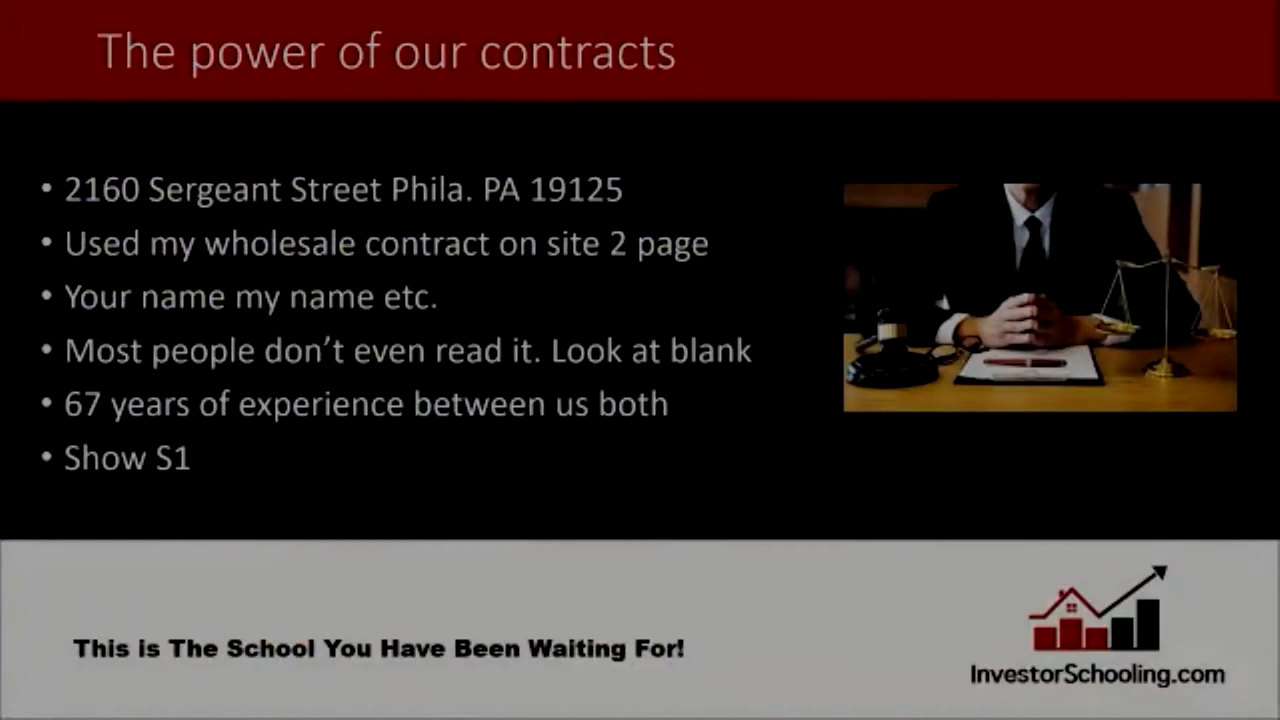 The power of our contracts
• 2160 Sergeant Street Phila. PA 19125
• Used my wholesale contract on site 2 page
• Your name my name etc.
• Most people don’t even read it. Look at blank
• 67 years of experience between us both
• Show S1
This is The School You Have Been Waiting For!
InvestorSchooling.com